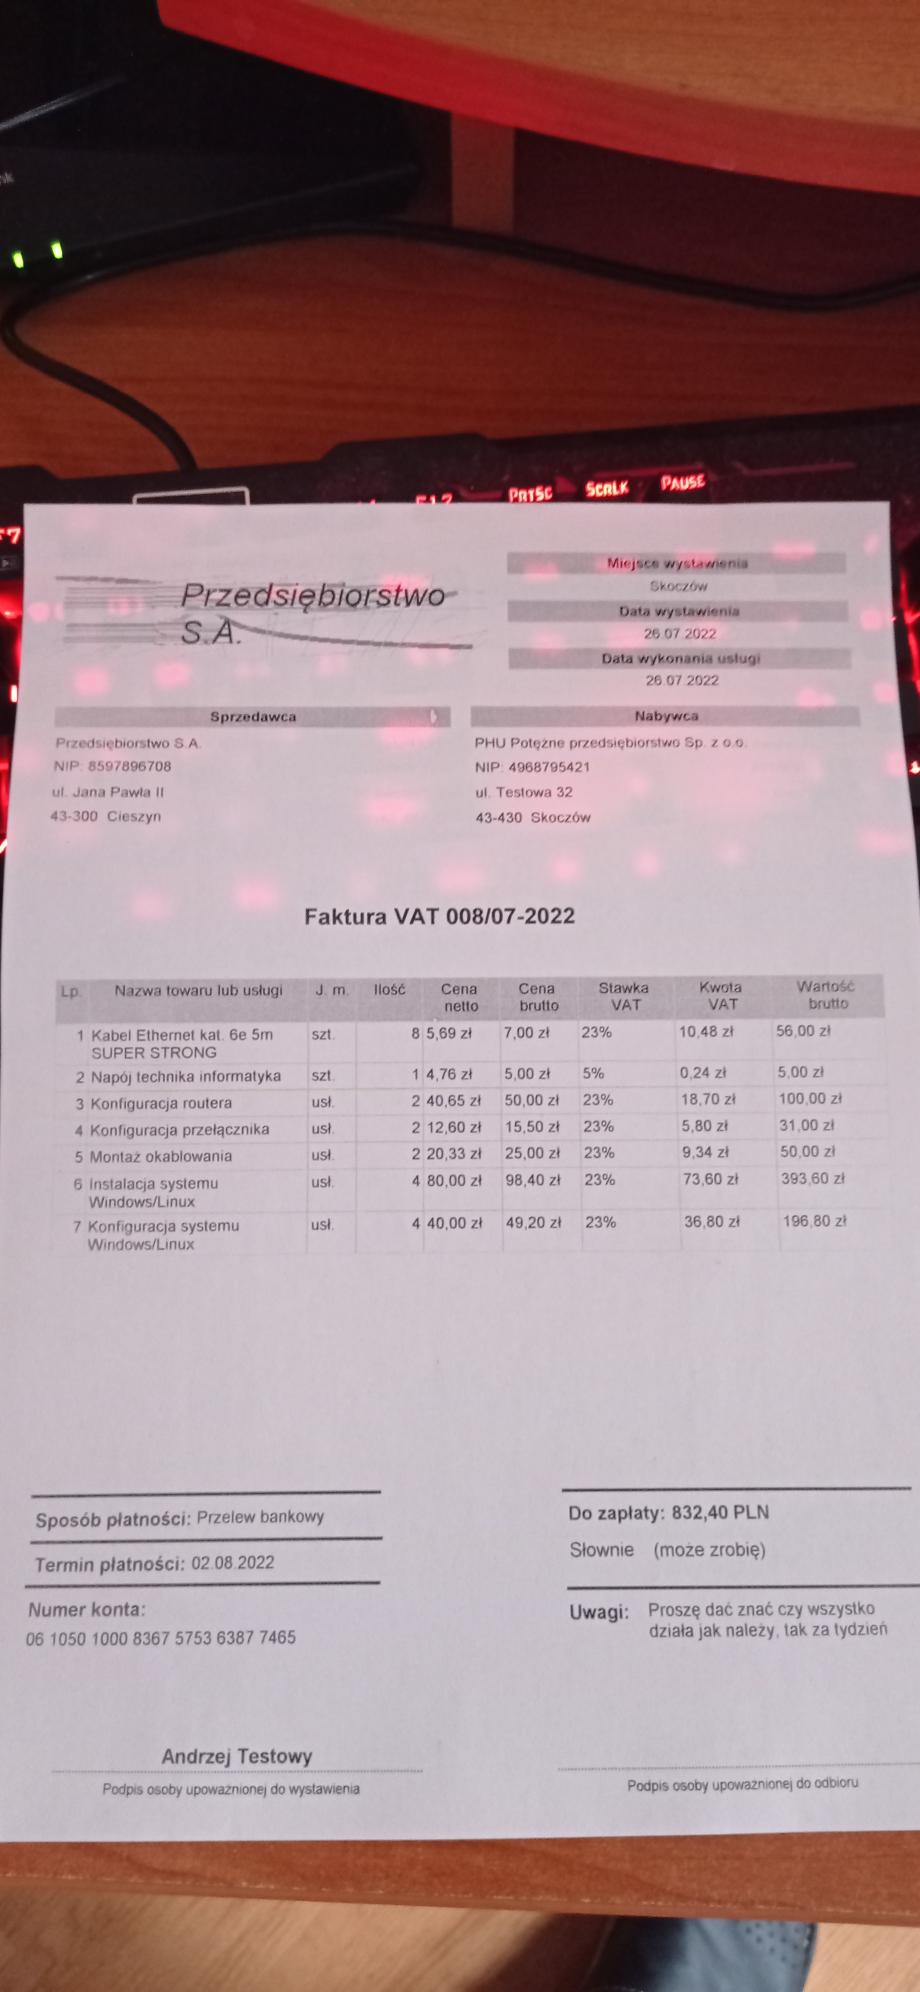 PRTSC SCRLK PAUSE
F7
Przedsiębiorstwo
S.A.
Miejsce wystawienia
Skoczów
Data wystawienia
26.07.2022
Data wykonania usługi
26.07.2022
Sprzedawca
Przedsiębiorstwo S.A.
NIP: 8597896708
ul. Jana Pawła II
43-300 Cieszyn
Nabywca
PHU Potężne przedsiębiorstwo Sp. z o.o.
NIP: 4968795421
ul. Testowa 32
43-430 Skoczów
Faktura VAT 008/07-2022
Lp. Nazwa towaru lub usługi J. m. Ilość Cena netto Cena brutto Stawka VAT Kwota VAT Wartość brutto
1 Kabel Ethernet kat. 6e 5m szt. 8 5,69 zł 7,00 zł 23% 10,48 zł 56,00 zł
SUPER STRONG
2 Napój technika informatyka szt. 1 4,76 zł 5,00 zł 5% 0,24 zł 5,00 zł
3 Konfiguracja routera usł. 2 40,65 zł 50,00 zł 23% 18,70 zł 100,00 zł
4 Konfiguracja przełącznika usł. 2 12,60 zł 15,50 zł 23% 5,80 zł 31,00 zł
5 Montaż okablowania usł. 2 20,33 zł 25,00 zł 23% 9,34 zł 50,00 zł
6 Instalacja systemu usł. 4 80,00 zł 98,40 zł 23% 73,60 zł 393,60 zł
Windows/Linux
7 Konfiguracja systemu usł. 4 40,00 zł 49,20 zł 23% 36,80 zł 196,80 zł
Windows/Linux
Sposób płatności: Przelew bankowy
Termin płatności: 02.08.2022
Numer konta:
06 1050 1000 8367 5753 6387 7465
Do zapłaty: 832,40 PLN
Słownie (może zrobię)
Uwagi: Proszę dać znać czy wszystko
działa jak należy, tak za tydzień
Andrzej Testowy
Podpis osoby upoważnionej do wystawienia
Podpis osoby upoważnionej do odbioru